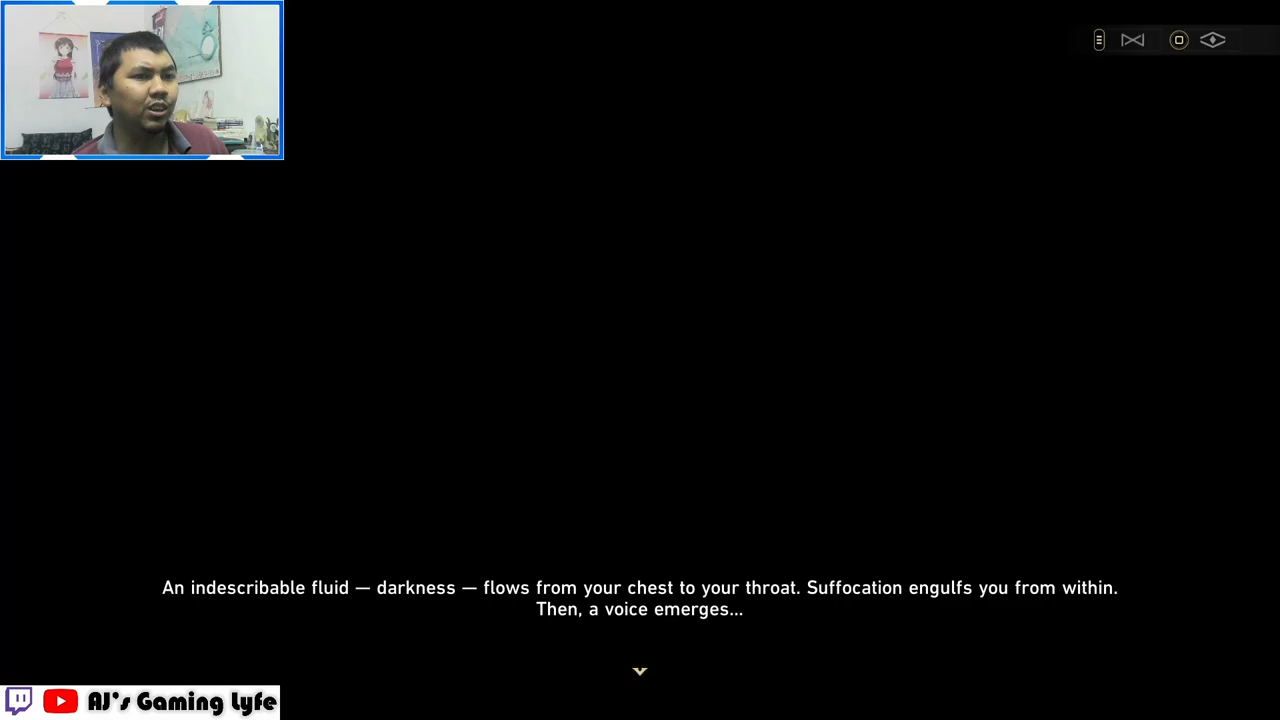 An indescribable fluid — darkness — flows from your chest to your throat. Suffocation engulfs you from within.
Then, a voice emerges...
AJ's Gaming Lyfe